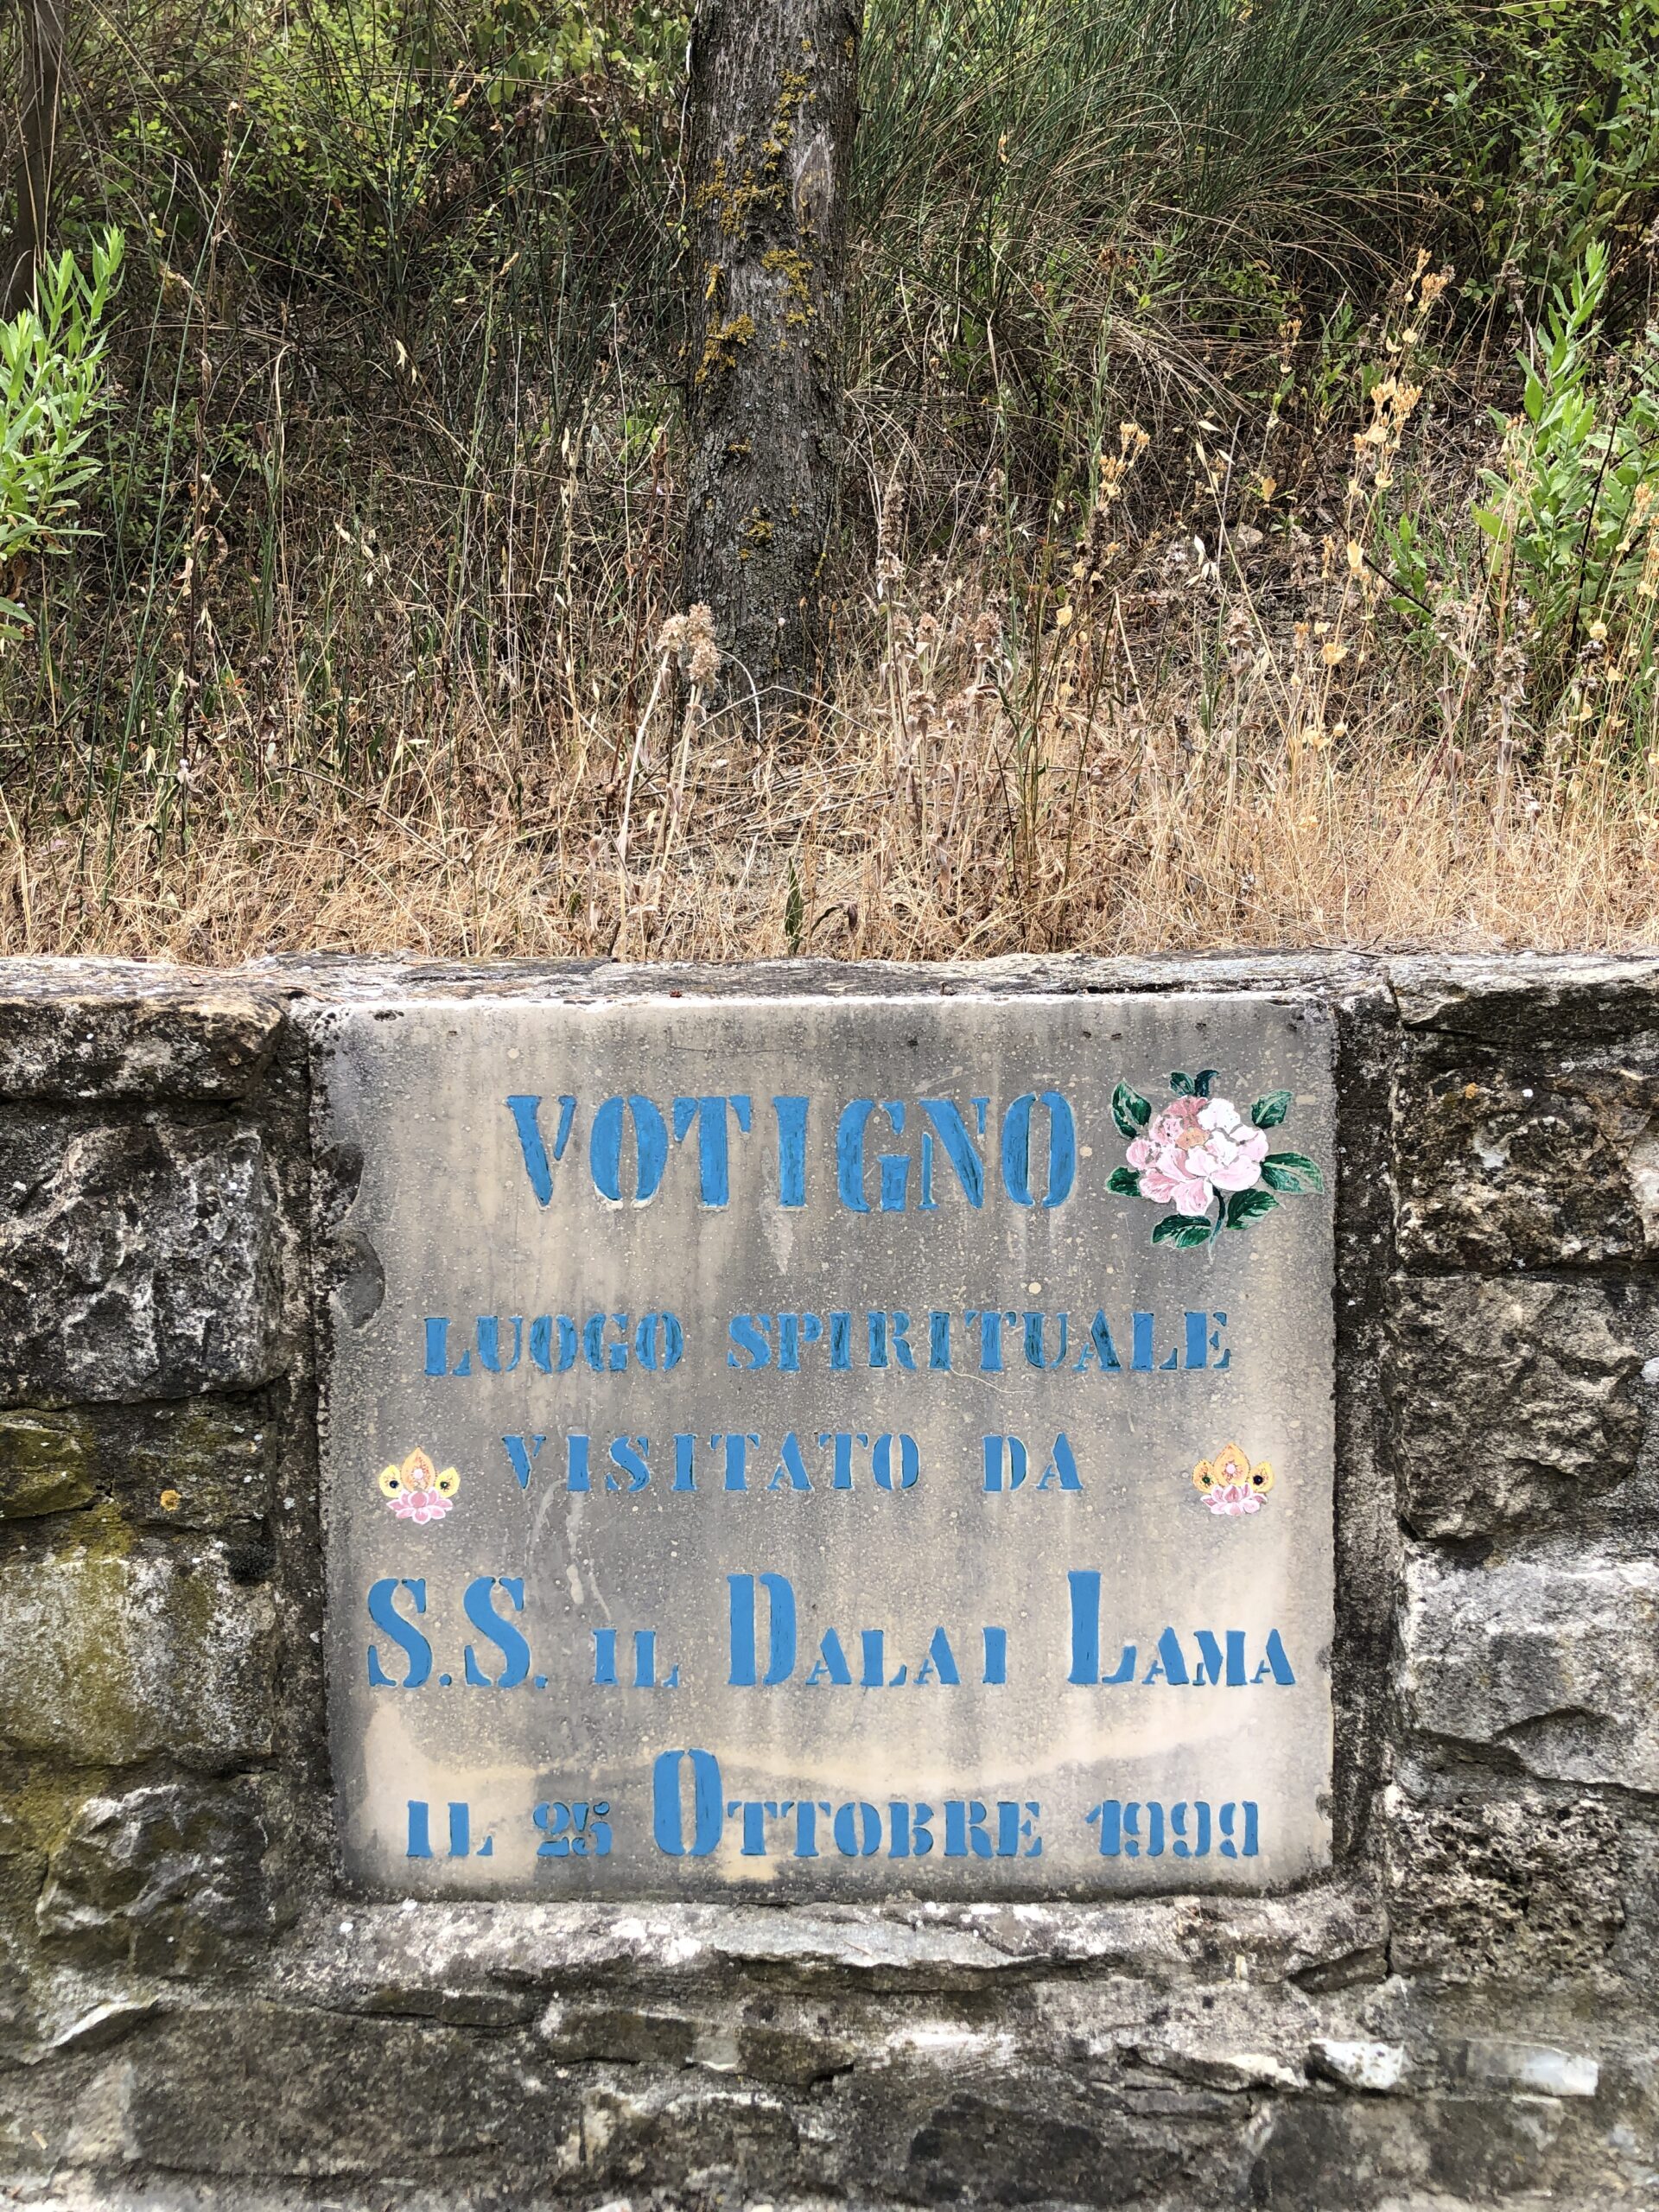 VOTIGNO
LUOGO SPIRITUALE
VISITATO DA
S.S. IL DALAI LAMA
IL 25 OTTOBRE 1999